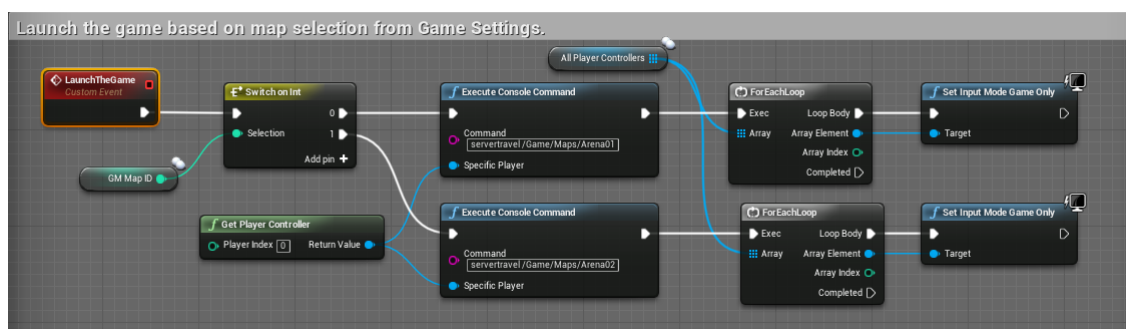 Launch the game based on map selection from Game Settings.
All Player Controllers
LaunchTheGame
Custom Event
Switch on Int
0
Selection
1
Add pin
GM Map ID
Get Player Controller
Player Index 0
Return Value
Execute Console Command
Command
servertravel /Game/Maps/Arena01
Specific Player
Execute Console Command
Command
servertravel /Game/Maps/Arena02
Specific Player
ForEachLoop
Exec
Loop Body
Array
Array Element
Array Index
Completed
Set Input Mode Game Only
Target
ForEachLoop
Exec
Loop Body
Array
Array Element
Array Index
Completed
Set Input Mode Game Only
Target